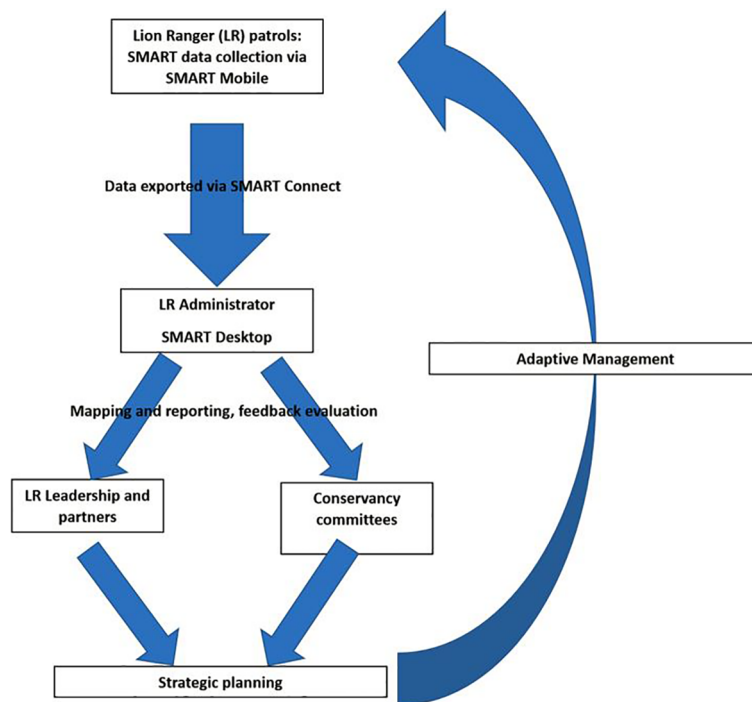 Lion Ranger (LR) patrols:
SMART data collection via
SMART Mobile
Data exported via SMART Connect
LR Administrator
SMART Desktop
Adaptive Management
Mapping and reporting, feedback evaluation
LR Leadership and
partners
Conservancy
committees
Strategic planning